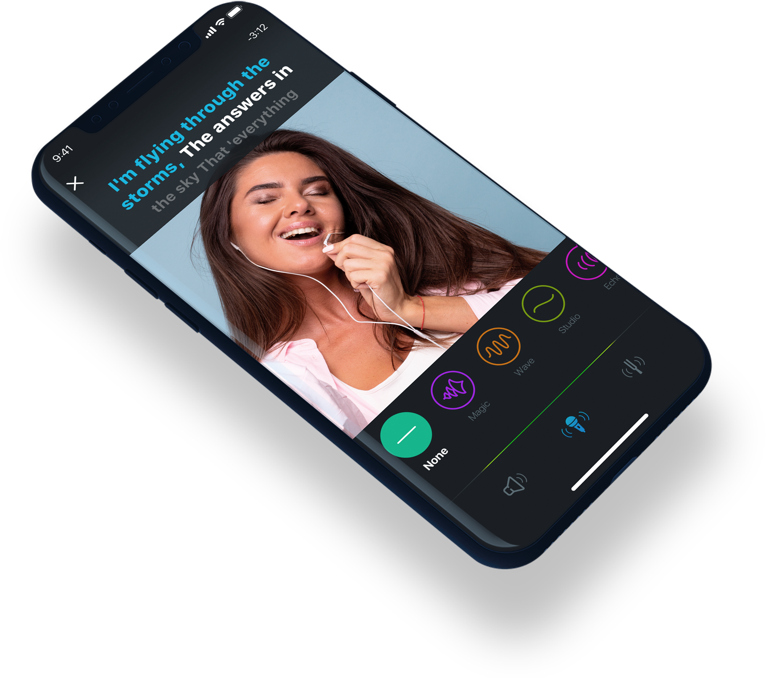 9:41
-3:12
I'm flying through the
storms, The answers in
the sky That 'everything
None
Magic
Wave
Studio